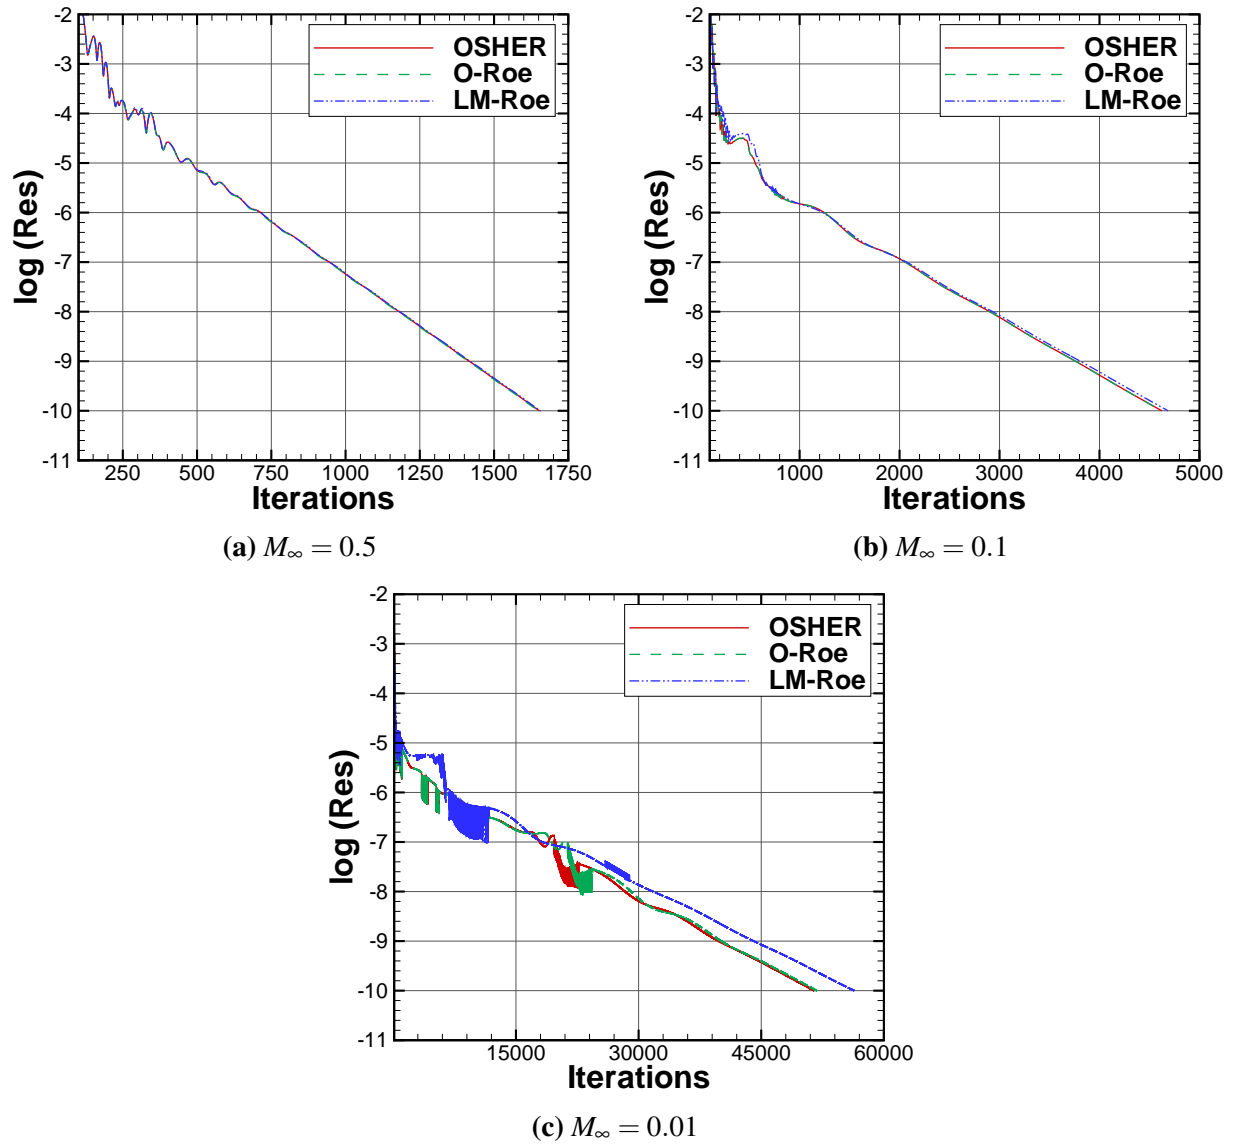 -2
-3
-4
-5
-6
-7
-8
-9
-10
-11
log (Res)
OSHER
O-Roe
LM-Roe
250 500 750 1000 1250 1500 1750
Iterations
(a) M∞ = 0.5
-2
-3
-4
-5
-6
-7
-8
-9
-10
-11
log (Res)
OSHER
O-Roe
LM-Roe
1000 2000 3000 4000 5000
Iterations
(b) M∞ = 0.1
-2
-3
-4
-5
-6
-7
-8
-9
-10
-11
log (Res)
OSHER
O-Roe
LM-Roe
15000 30000 45000 60000
Iterations
(c) M∞ = 0.01